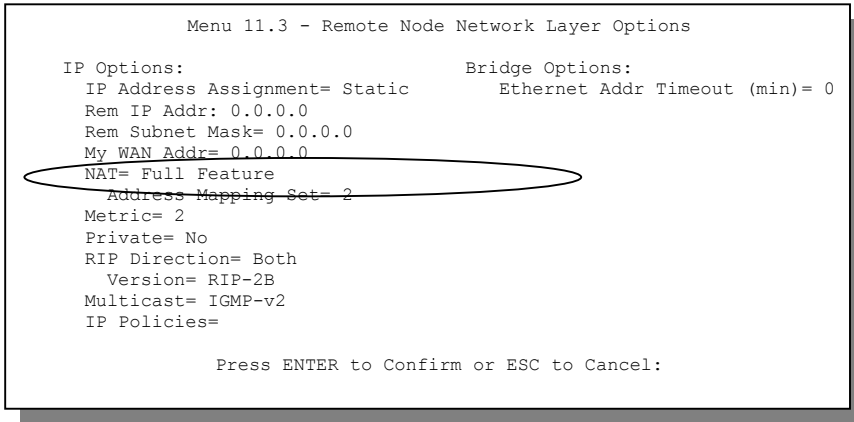 Menu 11.3 - Remote Node Network Layer Options
IP Options: Bridge Options:
IP Address Assignment= Static Ethernet Addr Timeout (min)= 0
Rem IP Addr: 0.0.0.0
Rem Subnet Mask= 0.0.0.0
My WAN Addr= 0.0.0.0
NAT= Full Feature
Address Mapping Set= 2
Metric= 2
Private= No
RIP Direction= Both
Version= RIP-2B
Multicast= IGMP-v2
IP Policies=
Press ENTER to Confirm or ESC to Cancel: